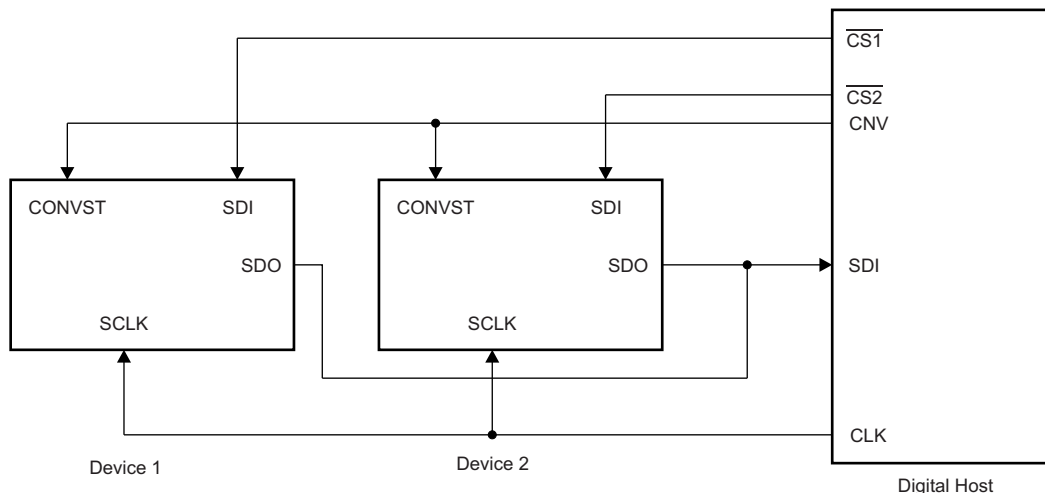 CS1
CS2
CNV
CONVST SDI
CONVST SDI
SDO
SDO
SDI
SCLK
SCLK
CLK
Device 1
Device 2
Digital Host